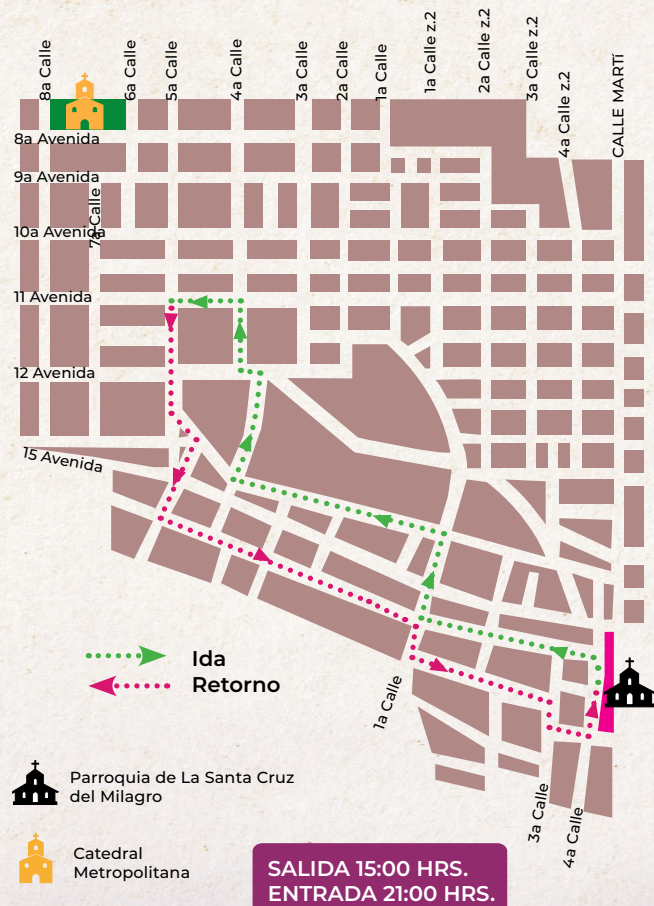 8a Calle
6a Calle
5a Calle
4a Calle
3a Calle
2a Calle
1a Calle
1a Calle z.2
2a Calle z.2
3a Calle z.2
4a Calle z.2
CALLE MARTÍ
8a Avenida
9a Avenida
7a Calle
10a Avenida
11 Avenida
12 Avenida
15 Avenida
Ida
Retorno
1a Calle
3a Calle
4a Calle
Parroquia de La Santa Cruz
del Milagro
Catedral
Metropolitana
SALIDA 15:00 HRS.
ENTRADA 21:00 HRS.